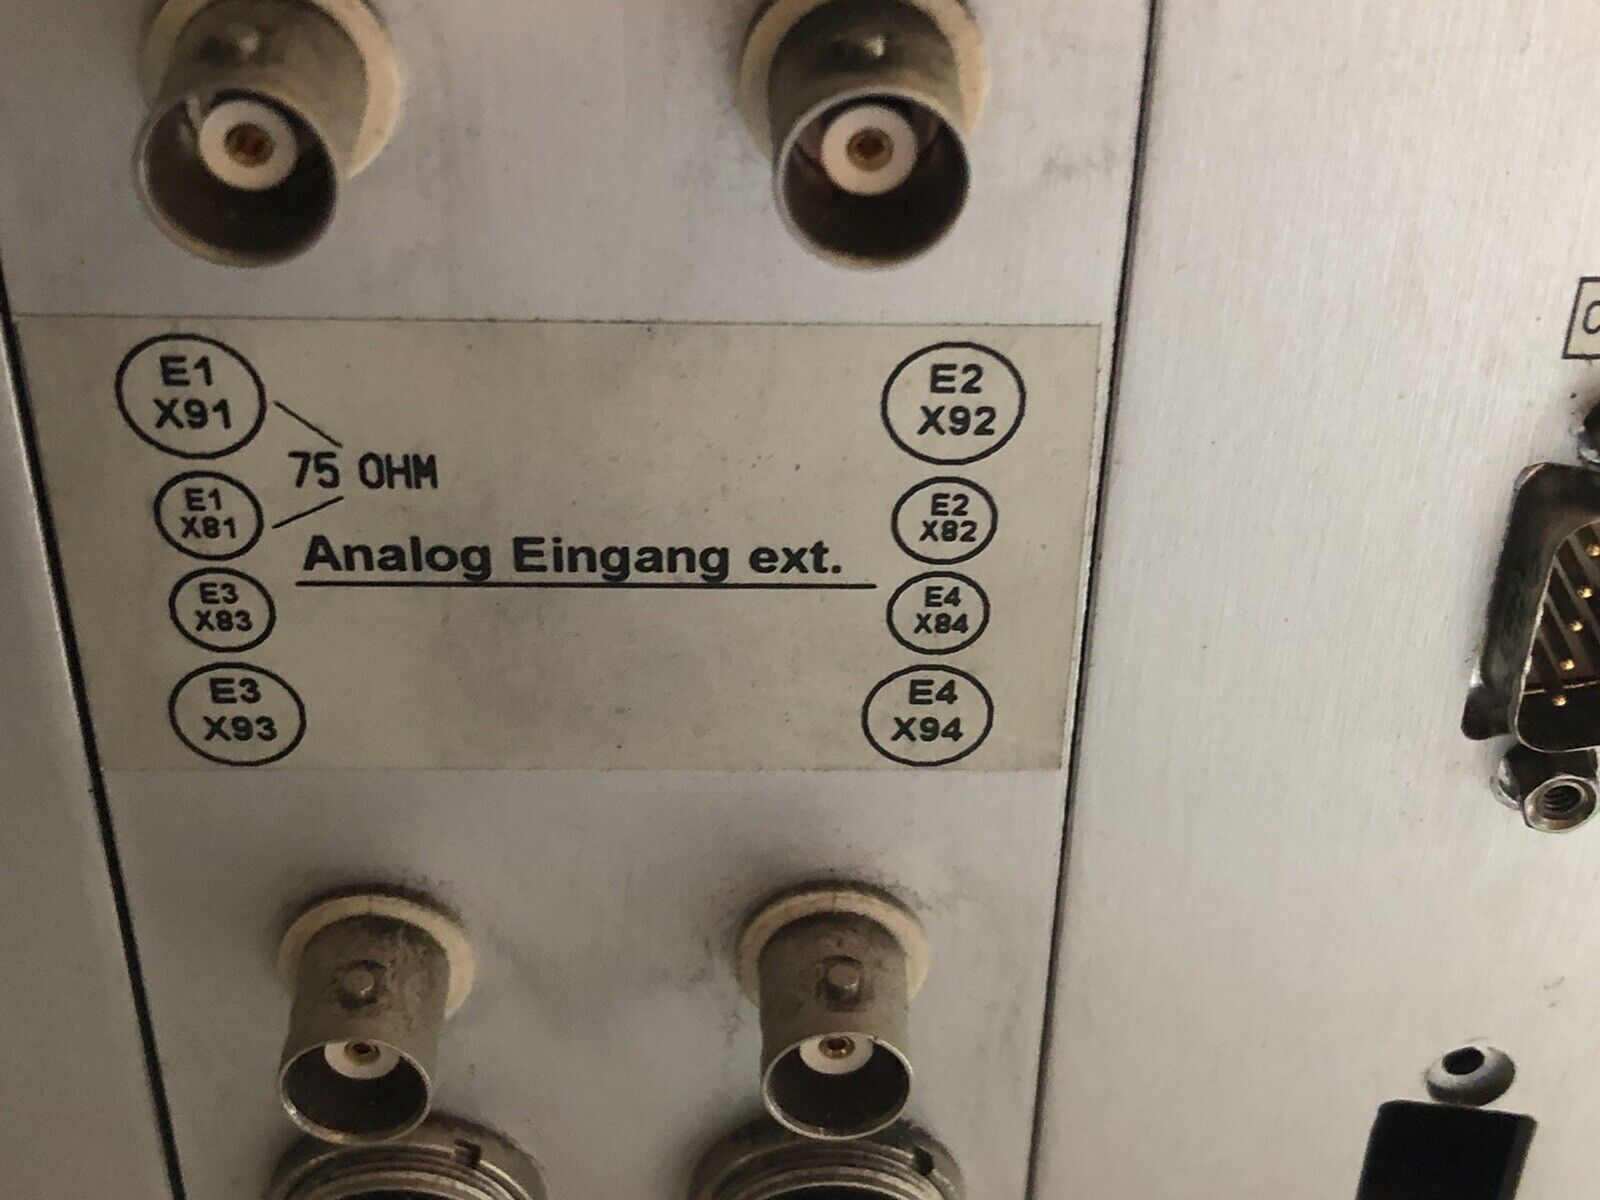 E1
X91
E2
X92
75 OHM
E1
X81
E2
X82
Analog Eingang ext.
E3
X83
E4
X84
E3
X93
E4
X94